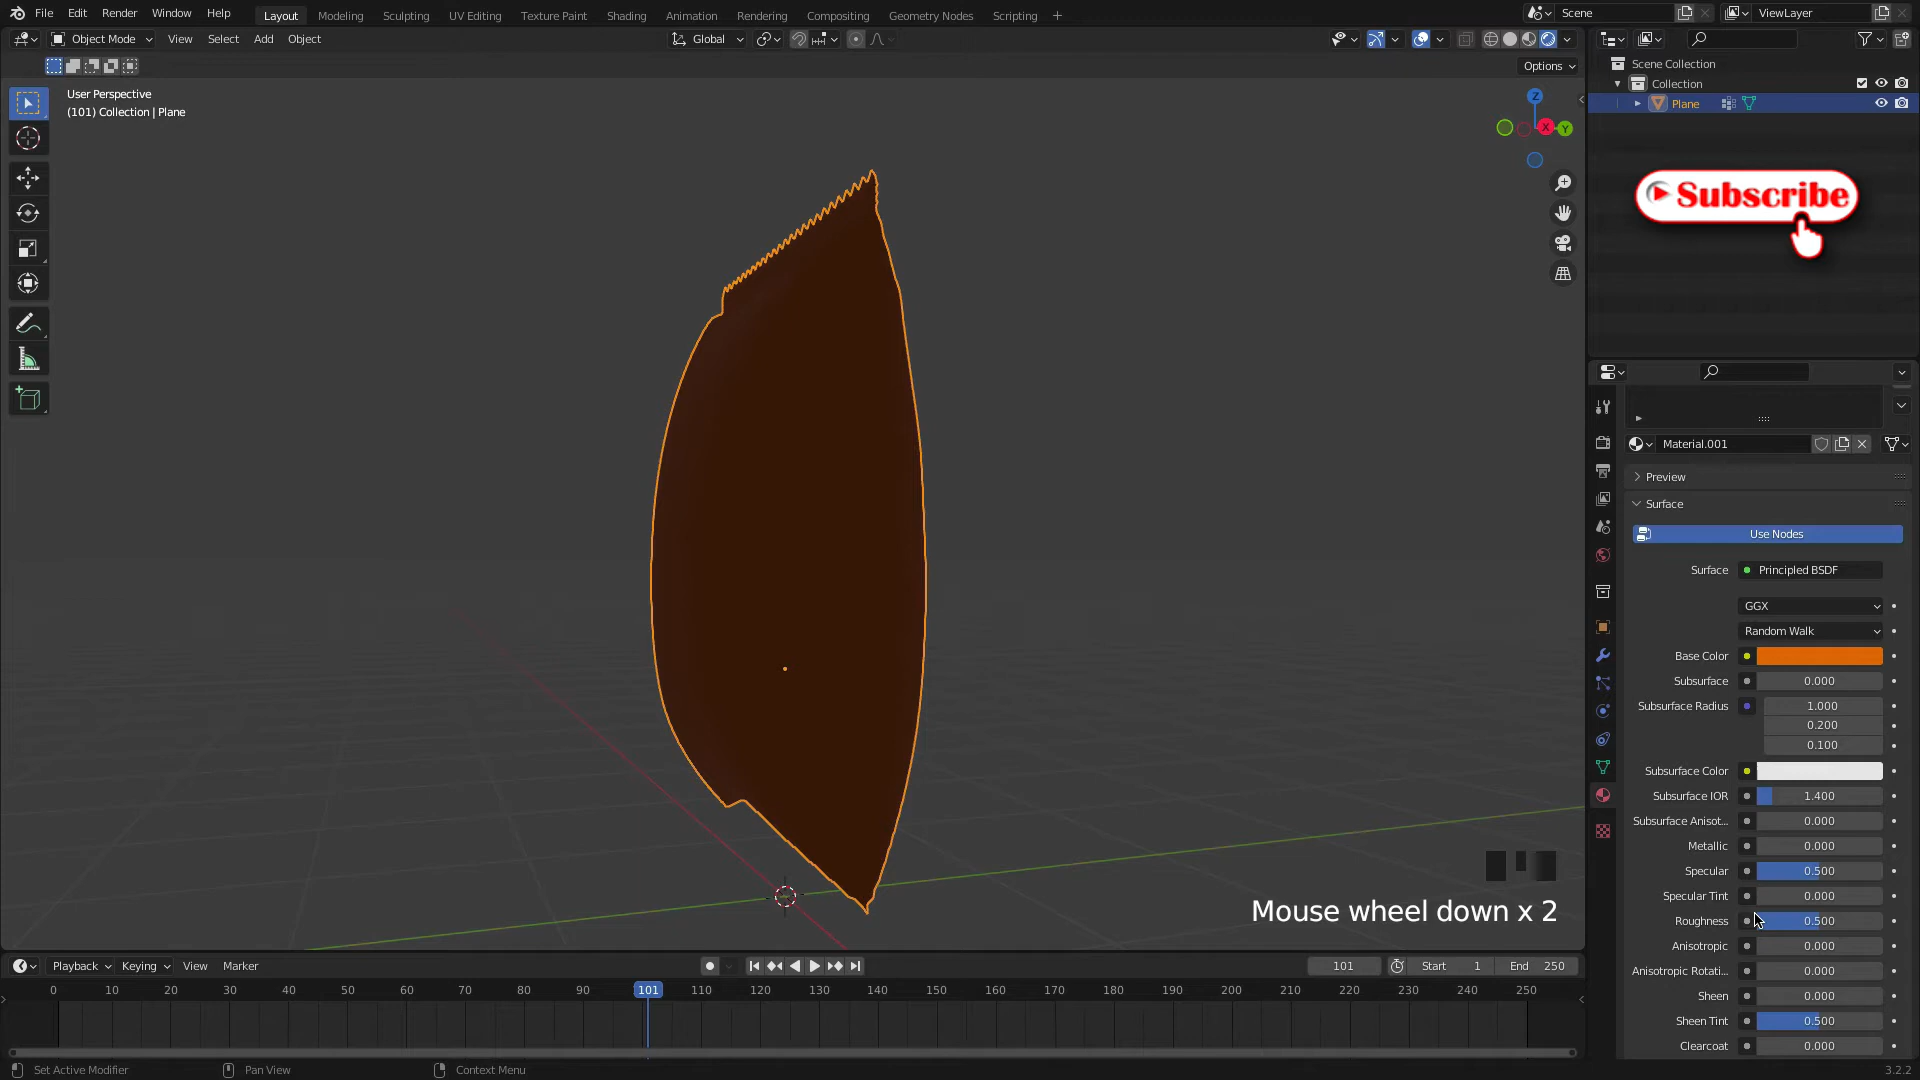 File Edit Render Window Help
Layout Modeling Sculpting UV Editing Texture Paint Shading Animation Rendering Compositing Geometry Nodes Scripting +
Scene
ViewLayer
Object Mode View Select Add Object
Global
Options
User Perspective
(101) Collection | Plane
Z
X
Y
Scene Collection
Collection
Plane
Subscribe
Material.001
Preview
Surface
Use Nodes
Surface Principled BSDF
GGX
Random Walk
Base Color
Subsurface 0.000
Subsurface Radius 1.000
0.200
0.100
Subsurface Color
Subsurface IOR 1.400
Subsurface Anisot... 0.000
Metallic 0.000
Specular 0.500
Specular Tint 0.000
Roughness 0.500
Anisotropic 0.000
Anisotropic Rotati... 0.000
Sheen 0.000
Sheen Tint 0.500
Clearcoat 0.000
Mouse wheel down x 2
Playback Keying View Marker
101 Start 1 End 250
0 10 20 30 40 50 60 70 80 90 101 110 120 130 140 150 160 170 180 190 200 210 220 230 240 250
Set Active Modifier Pan View Context Menu 3.2.2